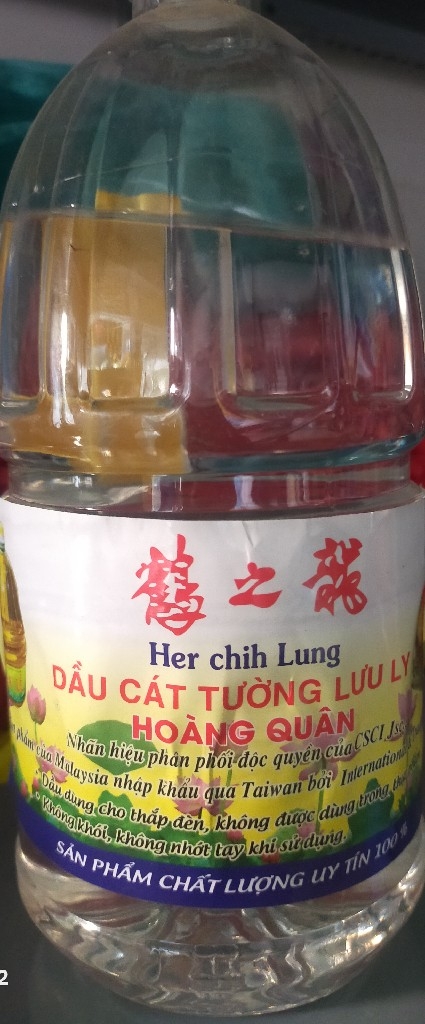 鶴之龍
Her chih Lung
DẦU CÁT TƯỜNG LƯU LY
HOÀNG QUÂN
Nhãn hiệu phân phối độc quyền của CSCI.Jsc
phẩm của Malaysia nhập khẩu qua Taiwan bởi International
- Dầu dùng cho thắp đèn, không được dùng trong thực
- Không khói, không nhớt tay khi sử dụng.
SẢN PHẨM CHẤT LƯỢNG UY TÍN 100 %
2